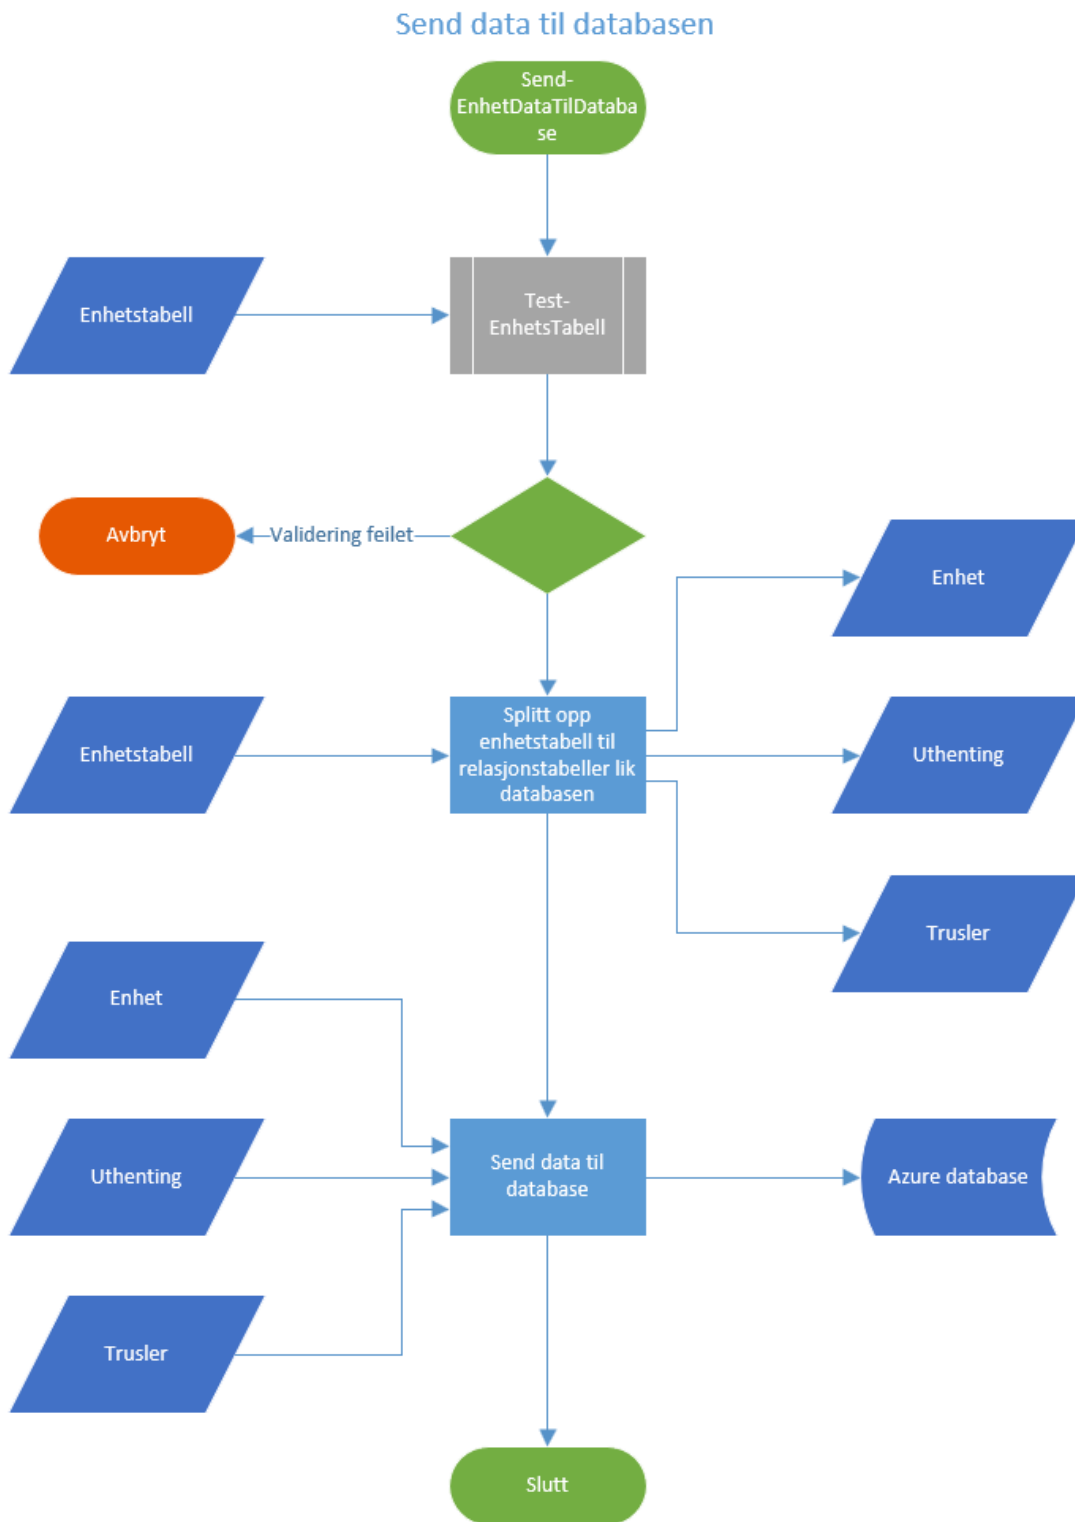 Send data til databasen
Send-
EnhetDataTilDataba
se
Enhetstabell
Test-
EnhetsTabell
Avbryt
Validering feilet
Enhet
Enhetstabell
Splitt opp
enhetstabell til
relasjonstabeller lik
databasen
Uthenting
Trusler
Enhet
Uthenting
Send data til
database
Azure database
Trusler
Slutt